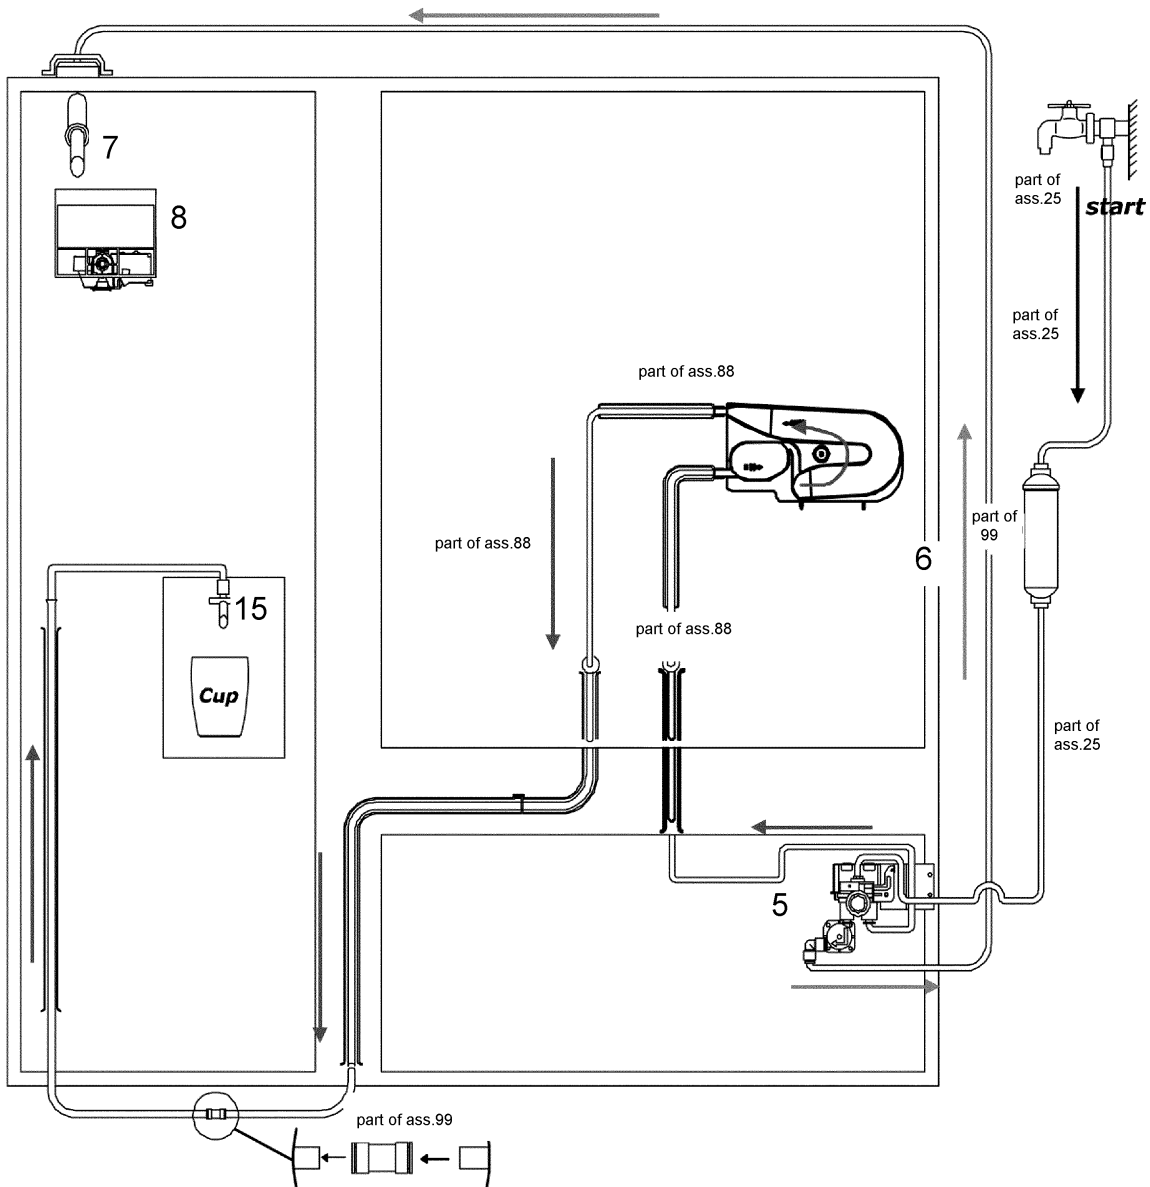 7
part of
ass.25
start
8
part of
ass.25
part of ass.88
part of
99
part of ass.88
6
15
part of ass.88
Cup
part of
ass.25
5
part of ass.99